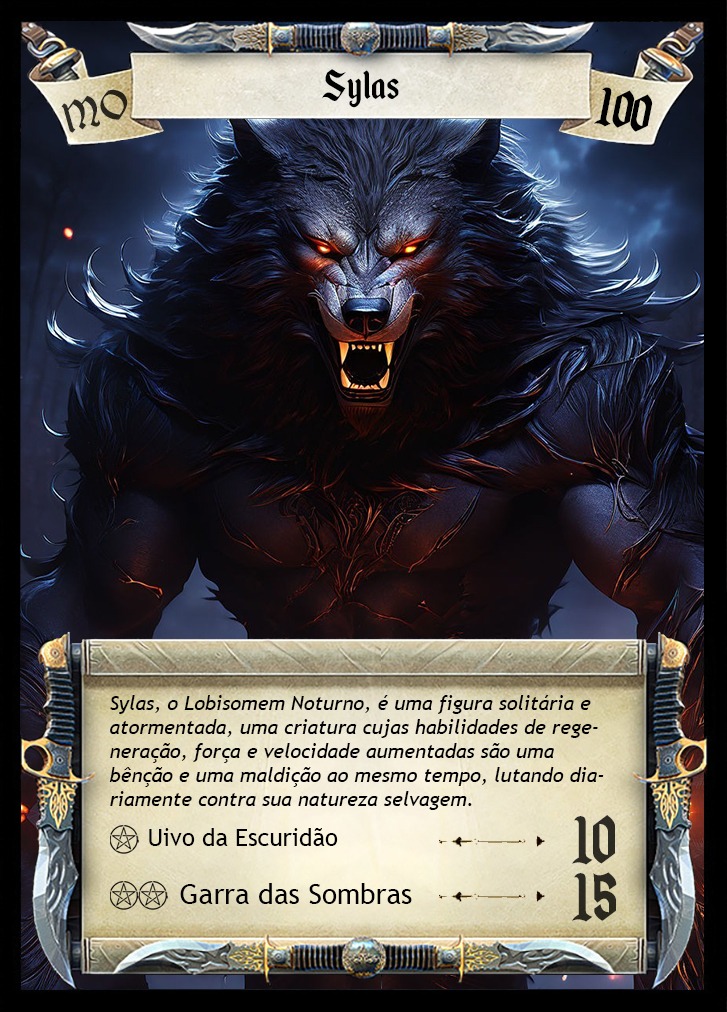 MO
Sylas
100
Sylas, o Lobisomem Noturno, é uma figura solitária e
atormentada, uma criatura cujas habilidades de rege-
neração, força e velocidade aumentadas são uma
bênção e uma maldição ao mesmo tempo, lutando dia-
riamente contra sua natureza selvagem.
Uivo da Escuridão 10
Garra das Sombras 15